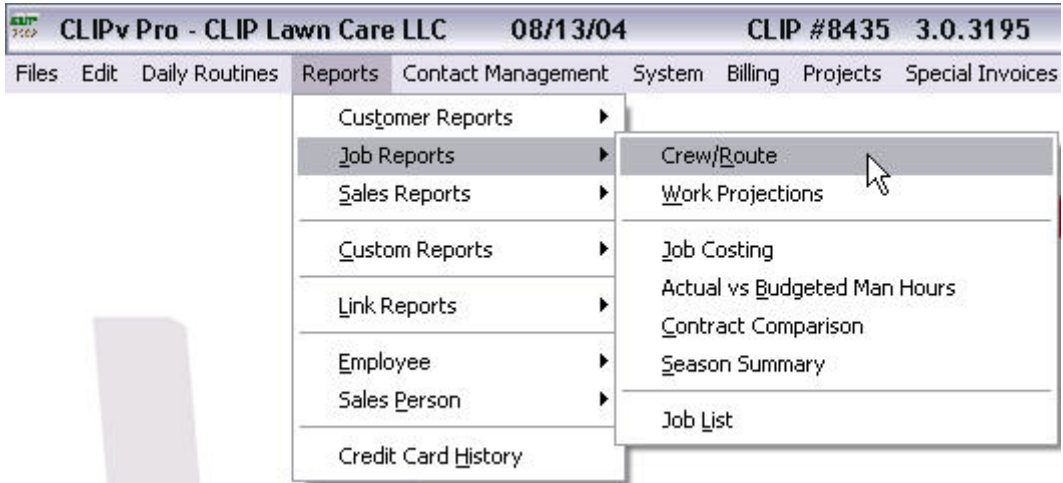 CLIPv Pro - CLIP Lawn Care LLC 08/13/04 CLIP #8435 3.0.3195
Files Edit Daily Routines Reports Contact Management System Billing Projects Special Invoices
Customer Reports
Job Reports
Sales Reports
Custom Reports
Link Reports
Employee
Sales Person
Credit Card History
Crew/Route
Work Projections
Job Costing
Actual vs Budgeted Man Hours
Contract Comparison
Season Summary
Job List